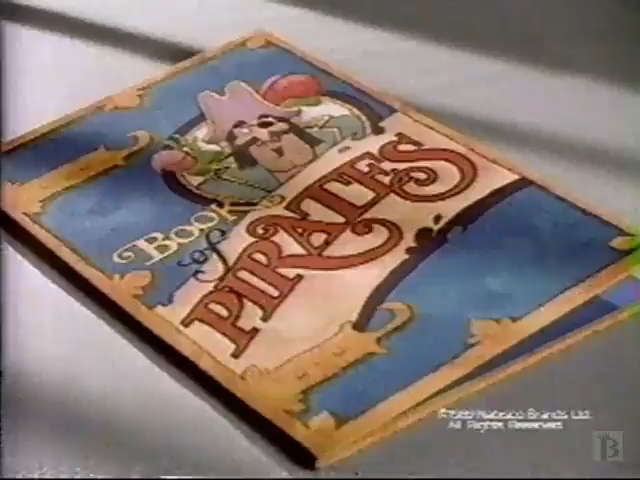 BOOK
of
PIRATES
Nabisco Brands Ltd.
All Rights Reserved
B